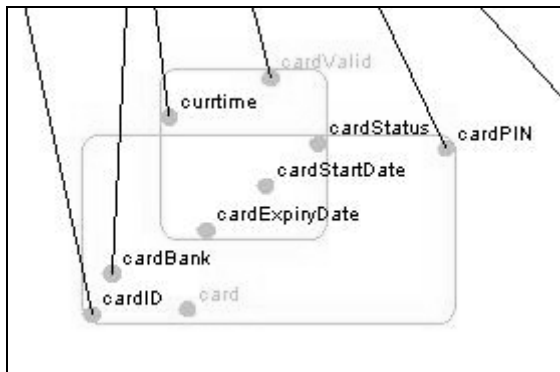 cardValid
currtime
cardStatus
cardPIN
cardStartDate
cardExpiryDate
cardBank
cardID
card